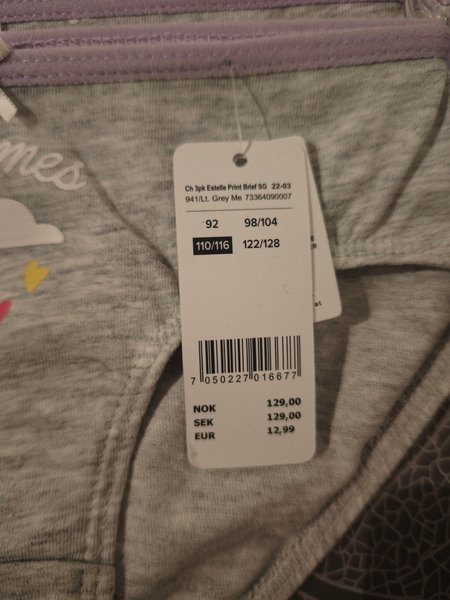 mes
Ch 3pk Estelle Print Brief SG 22-03
941/Lt. Grey Me 73364090007
92 98/104
110/116 122/128
7 050227 016677
NOK 129,00
SEK 129,00
EUR 12,99